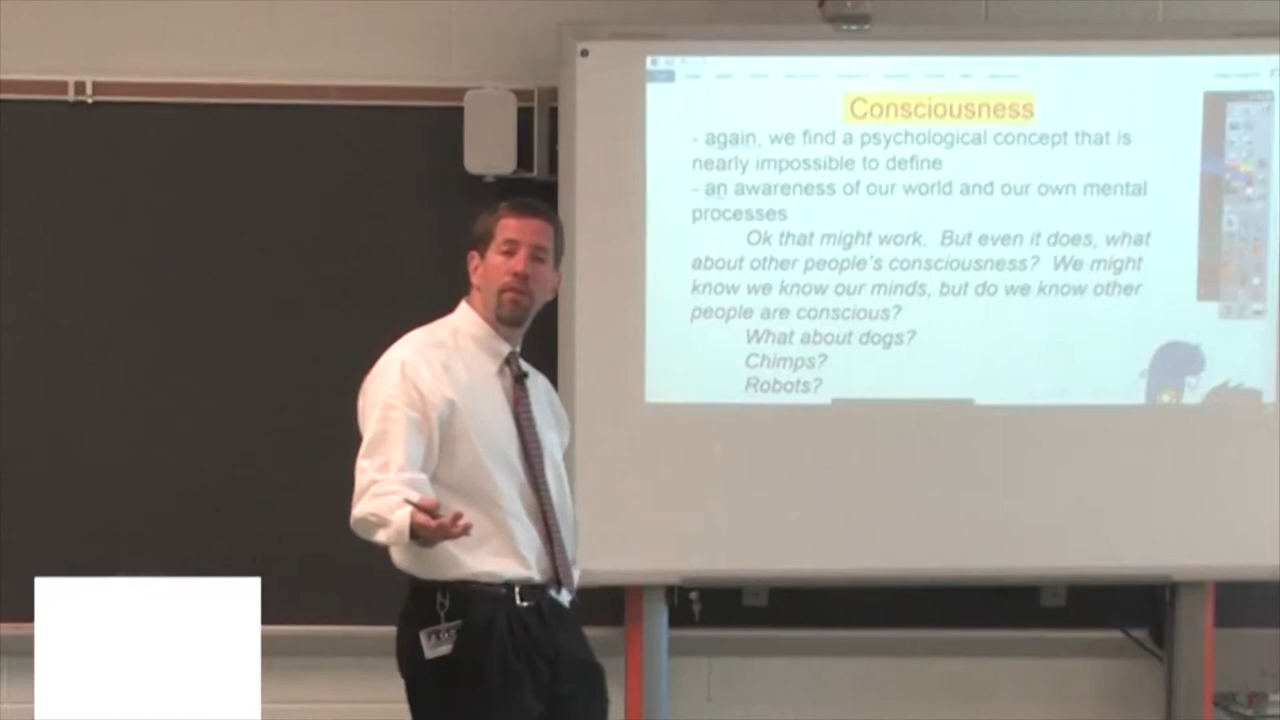 Consciousness
- again, we find a psychological concept that is
nearly impossible to define
- an awareness of our world and our own mental
processes
Ok that might work. But even it does, what
about other people's consciousness? We might
know we know our minds, but do we know other
people are conscious?
What about dogs?
Chimps?
Robots?